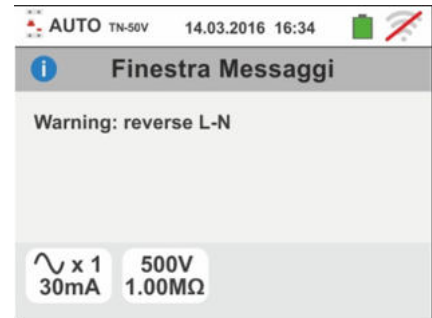 AUTO TN-50V 14.03.2016 16:34
Finestra Messaggi
Warning: reverse L-N
x 1 500V
30mA 1.00MΩ